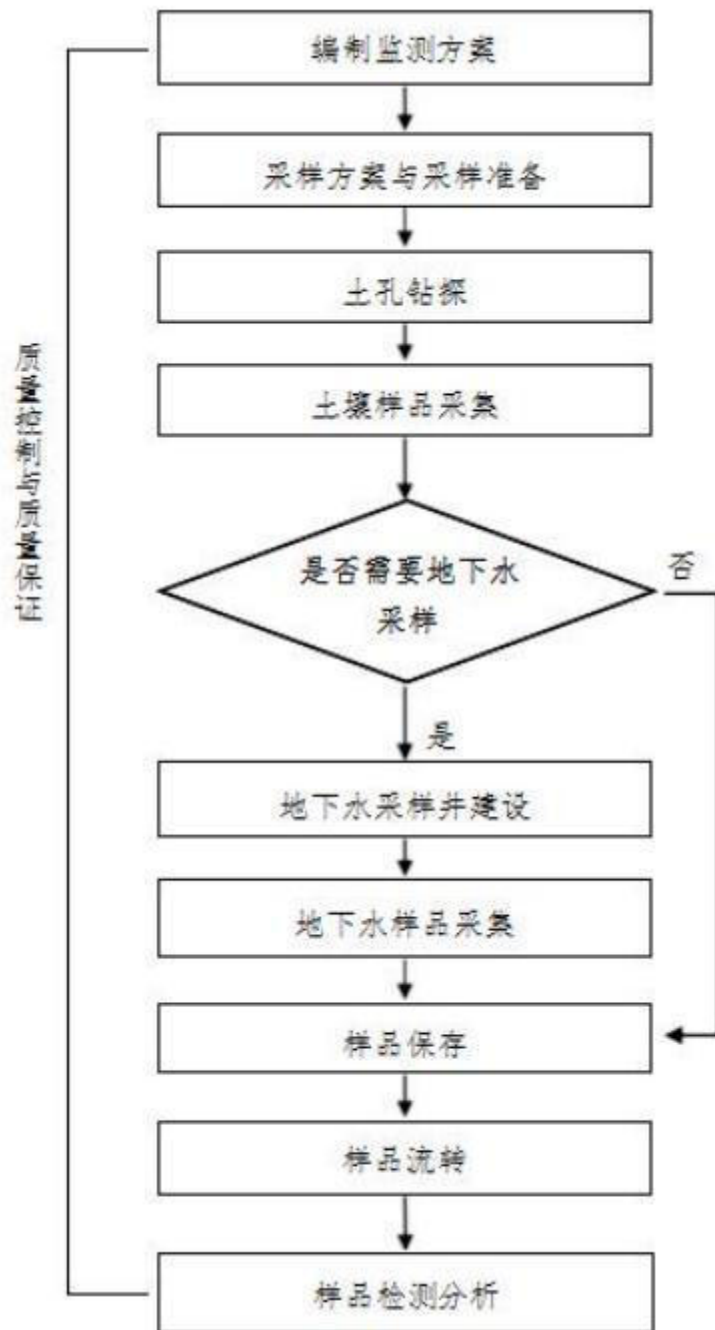 编制监测方案
采样方案与采样准备
土孔钻探
土壤样品采集
质量控制与质量保证
是否需要地下水
采样
否
是
地下水采样井建设
地下水样品采集
样品保存
样品流转
样品检测分析